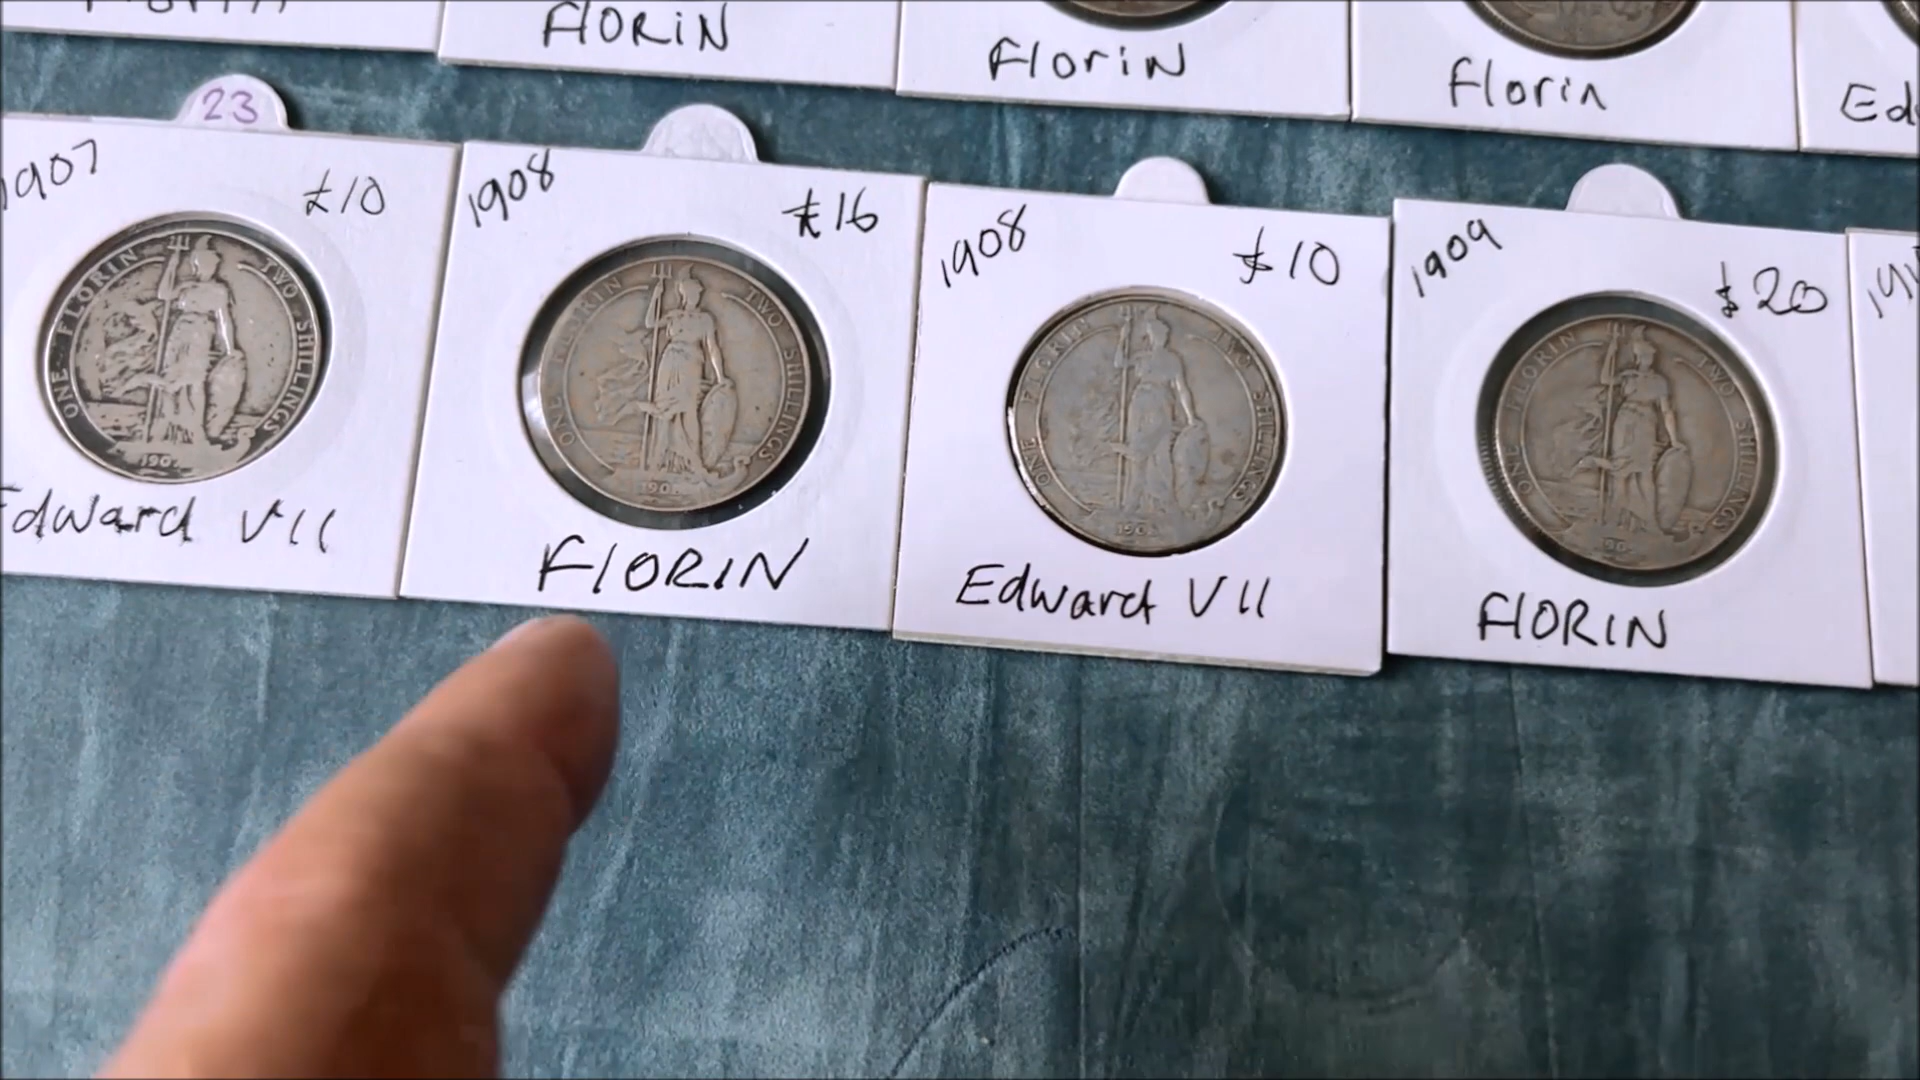 FlORiN
FloriN
Florin
23
1907
£10
ONE FLORIN TWO SHILLINGS
Edward VII
1908
£16
ONE FLORIN TWO SHILLINGS
FlORIN
1908
£10
ONE FLORIN TWO SHILLINGS
Edward VII
1909
£20
ONE FLORIN TWO SHILLINGS
FlORIN